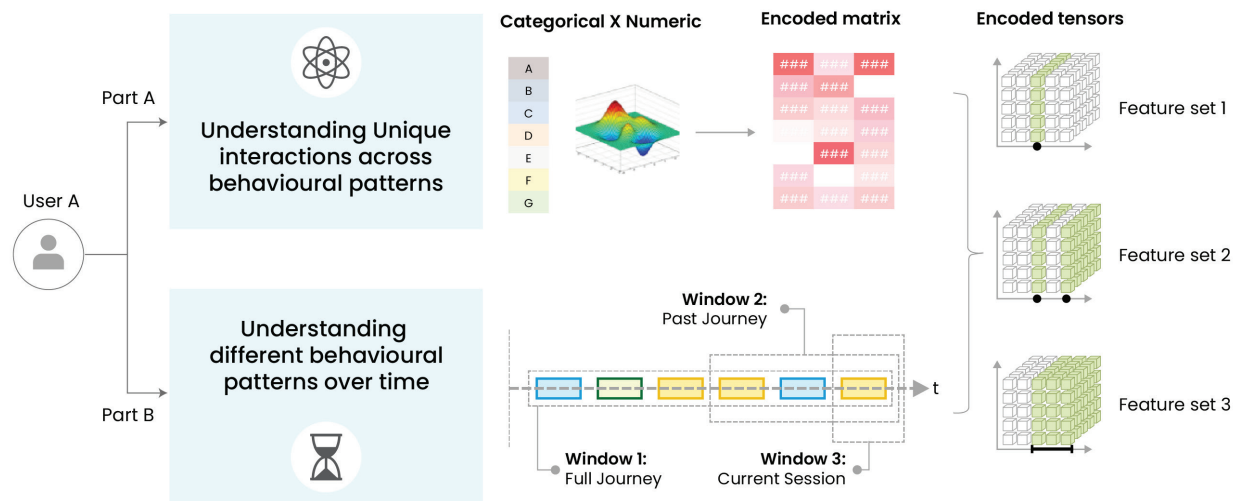 Categorical X Numeric
Encoded matrix
Encoded tensors
Part A
Understanding Unique
interactions across
behavioural patterns
A
B
C
D
E
F
G
### ### ###
### ###
### ### ###
### ### ###
### ###
### ###
### ### ###
Feature set 1
User A
Feature set 2
Part B
Understanding
different behavioural
patterns over time
Window 2:
Past Journey
t
Window 1:
Full Journey
Window 3:
Current Session
Feature set 3